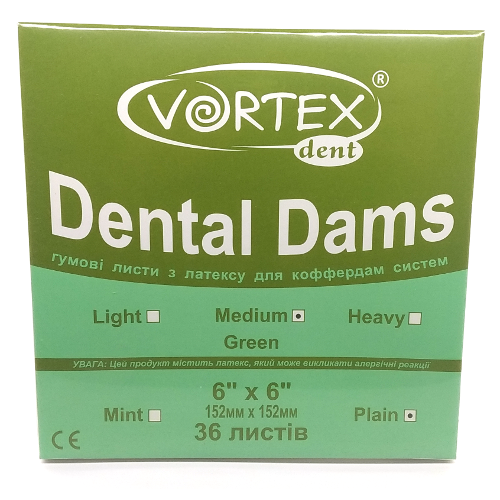 VORTEX®
dent
Dental Dams
гумові листи з латексу для коффердам систем
Light Medium Heavy
Green
УВАГА: Цей продукт містить латекс, який може викликати алергічні реакції
6" x 6"
152мм x 152мм
Mint Plain
36 листів
CE